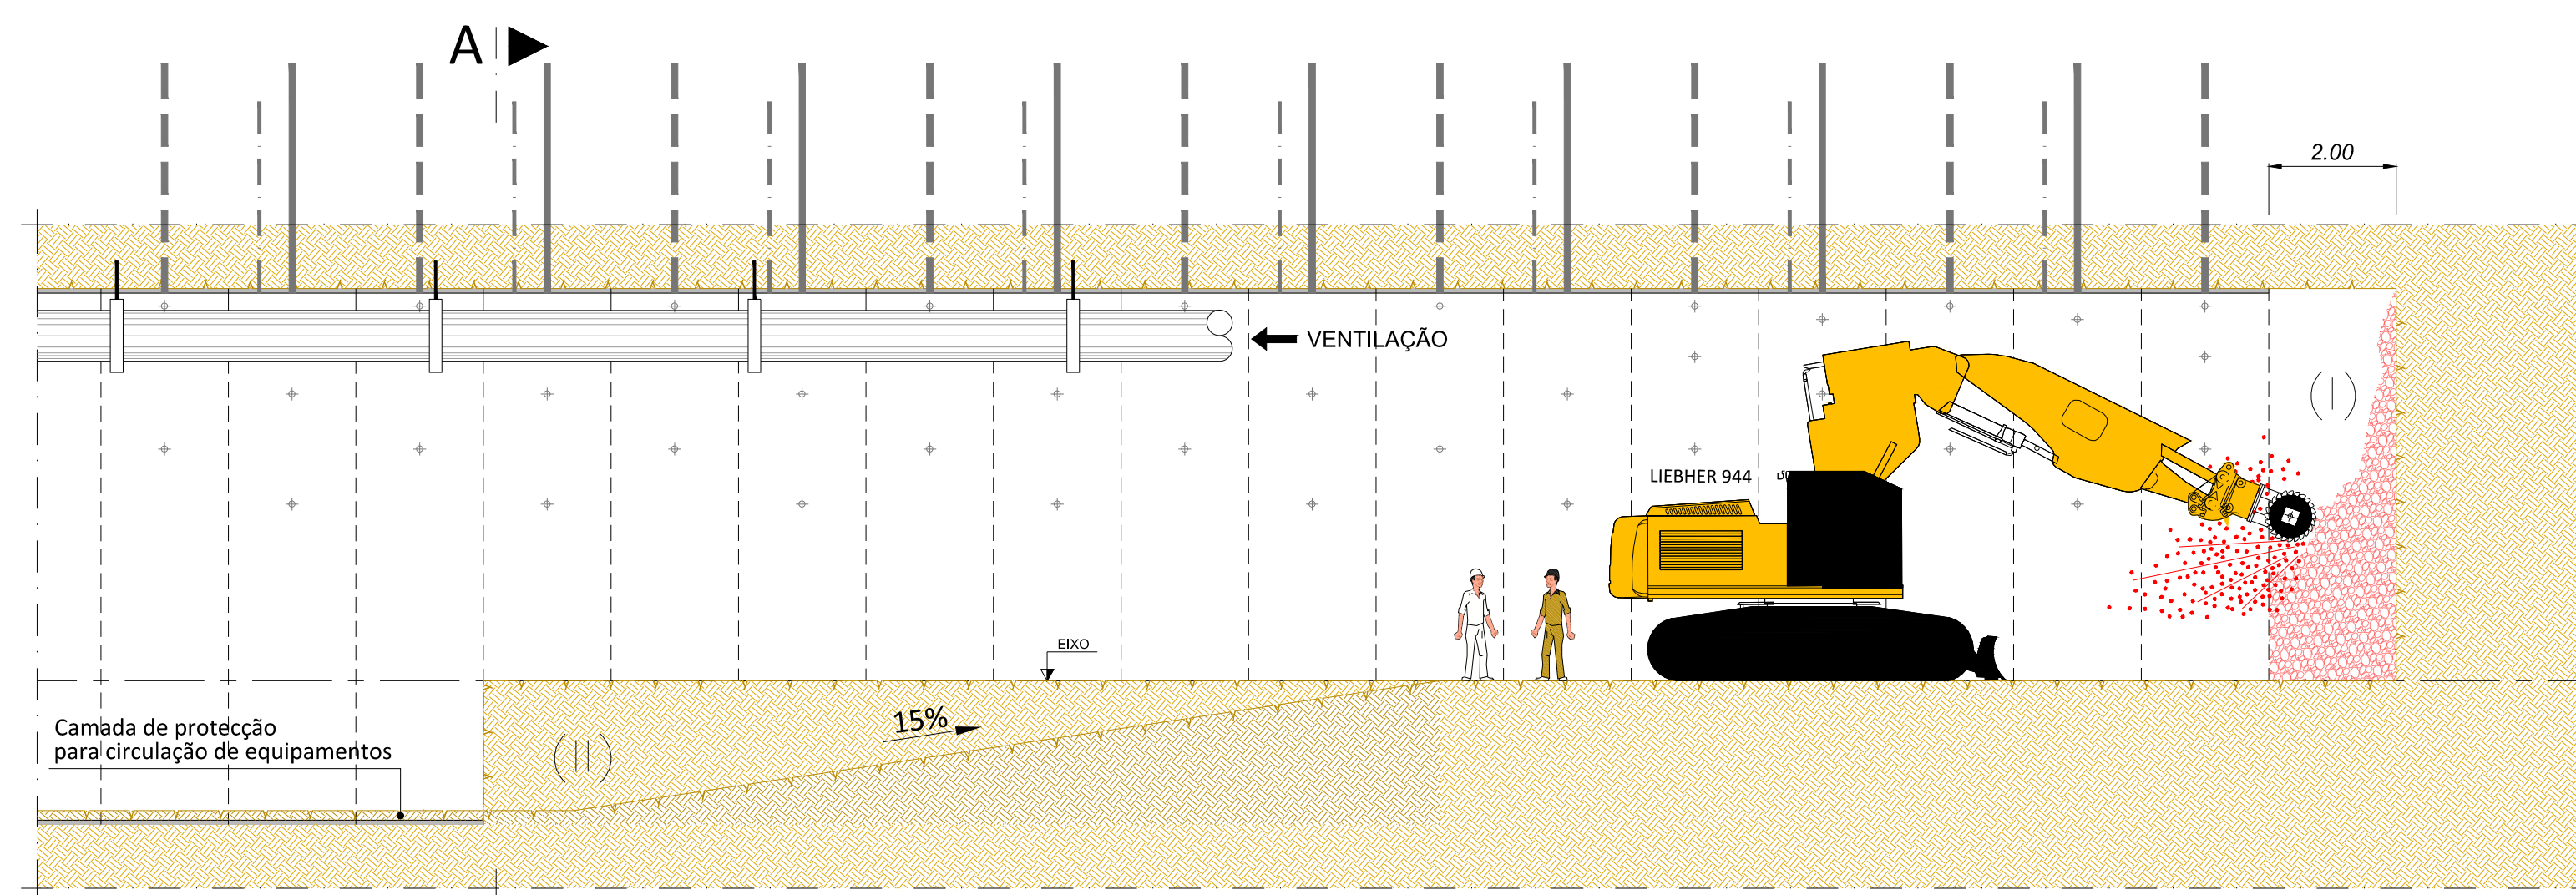 A
2.00
VENTILAÇÃO
(I)
LIEBHER 944
EIXO
15%
(II)
Camada de protecção
para circulação de equipamentos